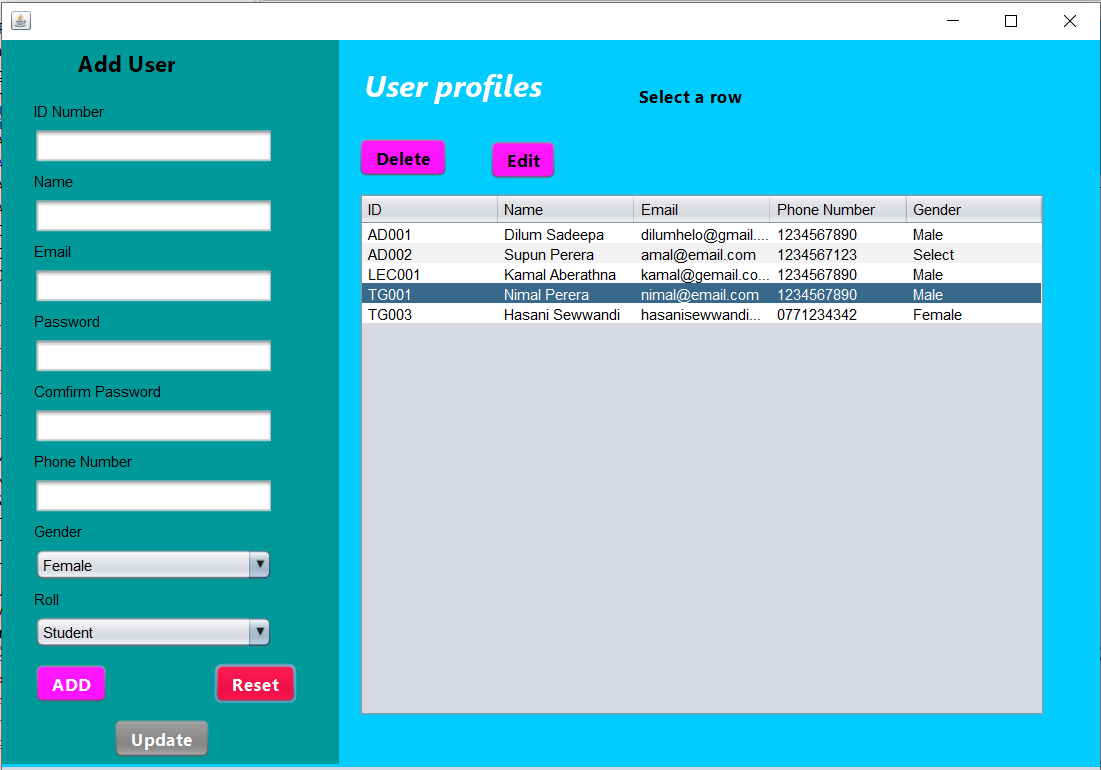 Add User
ID Number
Name
Email
Password
Comfirm Password
Phone Number
Gender
Female
Roll
Student
ADD Reset
Update
User profiles
Select a row
Delete Edit
ID Name Email Phone Number Gender
AD001 Dilum Sadeepa dilumhelo@gmail.... 1234567890 Male
AD002 Supun Perera amal@email.com 1234567123 Select
LEC001 Kamal Aberathna kamal@gemail.co... 1234567890 Male
TG001 Nimal Perera nimal@email.com 1234567890 Male
TG003 Hasani Sewwandi hasanisewwandi... 0771234342 Female